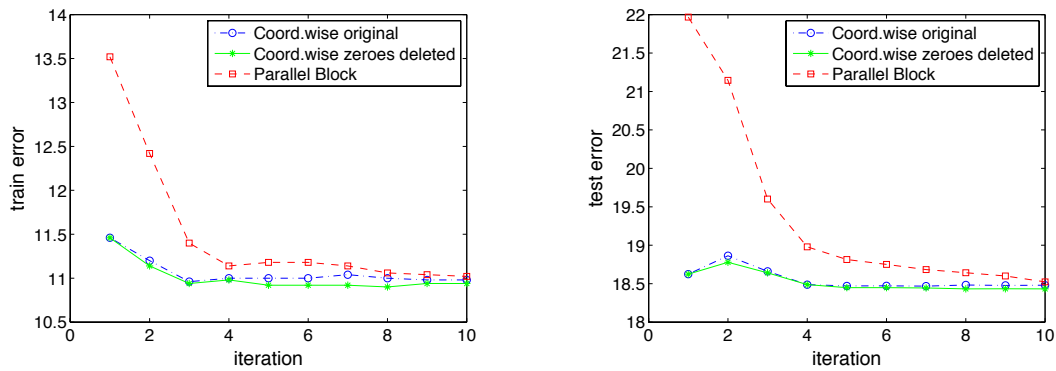 14
13.5
13
12.5
12
11.5
11
10.5
0
2
4
6
8
10
train error
iteration
Coord.wise original
Coord.wise zeroes deleted
Parallel Block
22
21.5
21
20.5
20
19.5
19
18.5
18
0
2
4
6
8
10
test error
iteration
Coord.wise original
Coord.wise zeroes deleted
Parallel Block